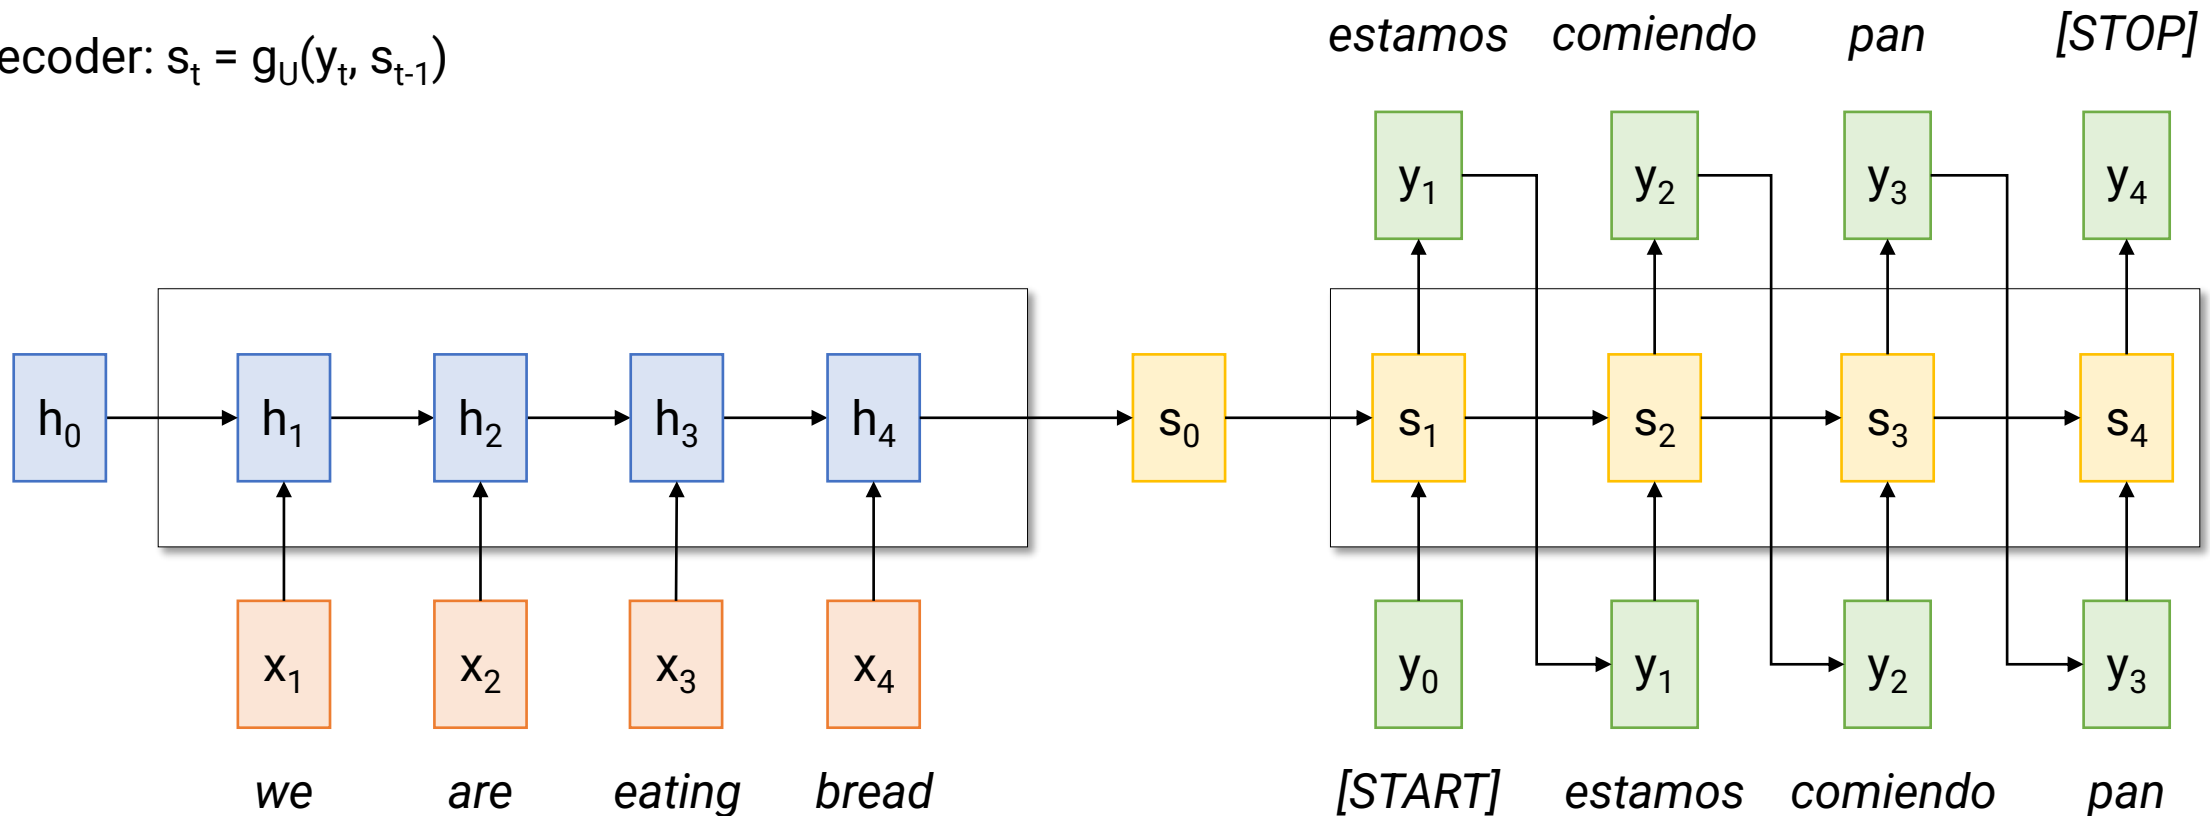 estamos comiendo pan [STOP]
ecoder: sₜ = g_U(yₜ, sₜ₋₁)
y₁ y₂ y₃ y₄
h₀ h₁ h₂ h₃ h₄ s₀ s₁ s₂ s₃ s₄
x₁ x₂ x₃ x₄ y₀ y₁ y₂ y₃
we are eating bread [START] estamos comiendo pan